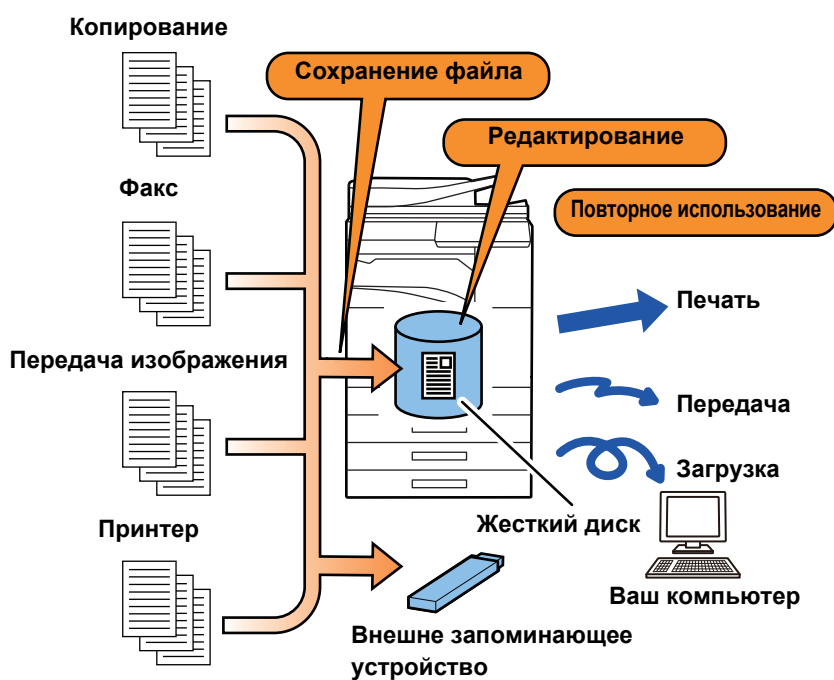 Копирование
Сохранение файла
Редактирование
Факс
Повторное использование
Печать
Передача изображения
Передача
Загрузка
Принтер
Жесткий диск
Ваш компьютер
Внешне запоминающее
устройство